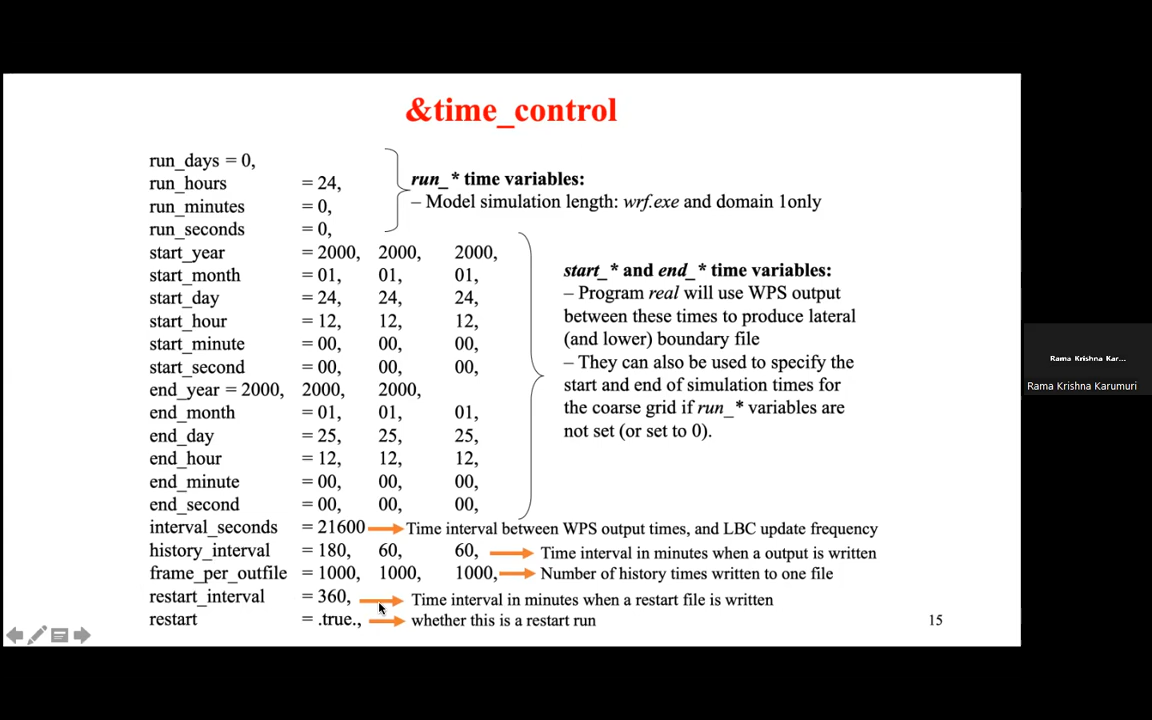 &time_control
run_days = 0,
run_hours = 24,
run_minutes = 0,
run_seconds = 0,
run_* time variables:
– Model simulation length: wrf.exe and domain 1only
start_year = 2000, 2000, 2000,
start_month = 01, 01, 01,
start_day = 24, 24, 24,
start_hour = 12, 12, 12,
start_minute = 00, 00, 00,
start_second = 00, 00, 00,
end_year = 2000, 2000, 2000,
end_month = 01, 01, 01,
end_day = 25, 25, 25,
end_hour = 12, 12, 12,
end_minute = 00, 00, 00,
end_second = 00, 00, 00,
start_* and end_* time variables:
– Program real will use WPS output
between these times to produce lateral
(and lower) boundary file
– They can also be used to specify the
start and end of simulation times for
the coarse grid if run_* variables are
not set (or set to 0).
interval_seconds = 21600 Time interval between WPS output times, and LBC update frequency
history_interval = 180, 60, 60, Time interval in minutes when a output is written
frame_per_outfile = 1000, 1000, 1000, Number of history times written to one file
restart_interval = 360, Time interval in minutes when a restart file is written
restart = .true., whether this is a restart run
15
Rama Krishna Kar...
Rama Krishna Karumuri